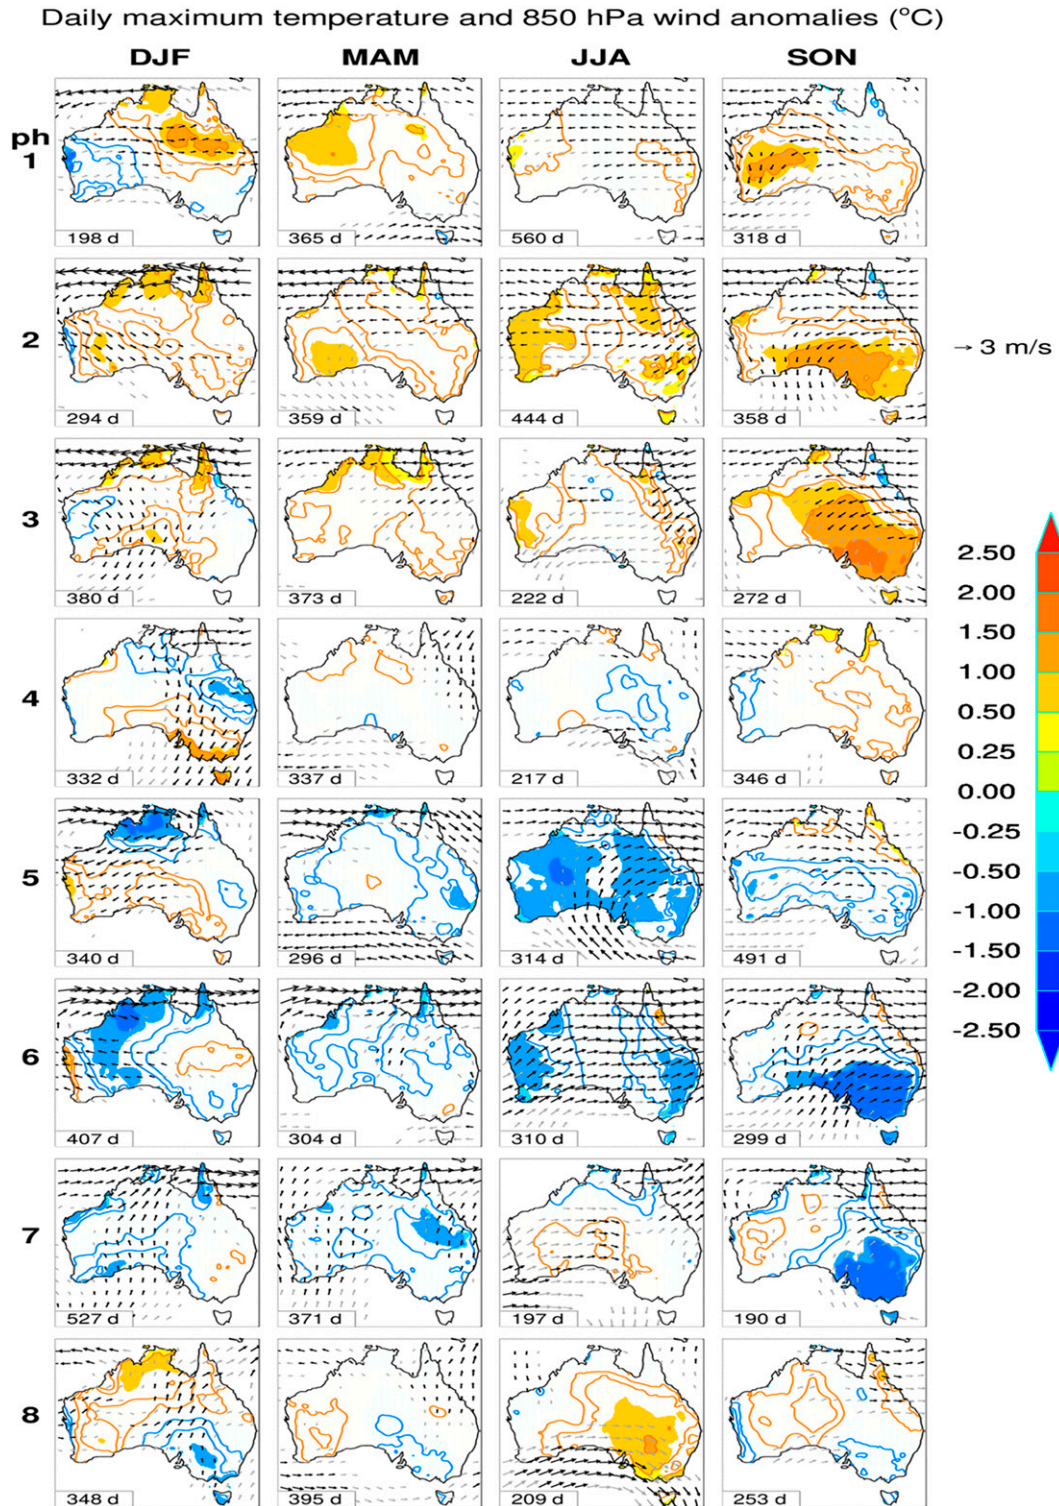 Daily maximum temperature and 850 hPa wind anomalies (°C)
DJF MAM JJA SON
ph
1
198 d 365 d 560 d 318 d
2
→ 3 m/s
294 d 359 d 444 d 358 d
3
380 d 373 d 222 d 272 d
4
332 d 337 d 217 d 346 d
5
340 d 296 d 314 d 491 d
6
407 d 304 d 310 d 299 d
7
527 d 371 d 197 d 190 d
8
348 d 395 d 209 d 253 d
2.50
2.00
1.50
1.00
0.50
0.25
0.00
-0.25
-0.50
-1.00
-1.50
-2.00
-2.50